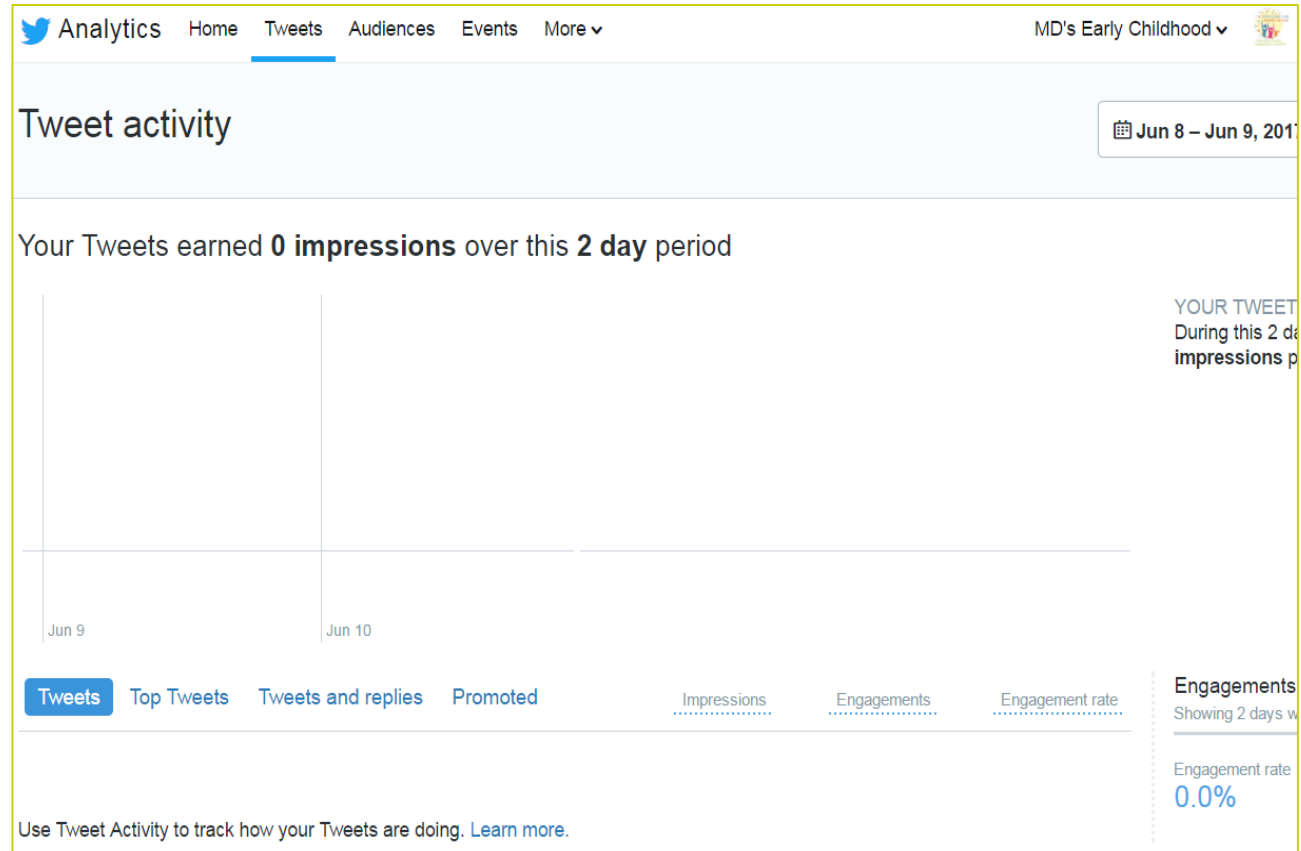 Analytics Home Tweets Audiences Events More MD's Early Childhood
Tweet activity
Jun 8 – Jun 9, 201
Your Tweets earned 0 impressions over this 2 day period
YOUR TWEET
During this 2 da
impressions p
Jun 9 Jun 10
Tweets Top Tweets Tweets and replies Promoted Impressions Engagements Engagement rate
Engagements
Showing 2 days w
Engagement rate
0.0%
Use Tweet Activity to track how your Tweets are doing. Learn more.